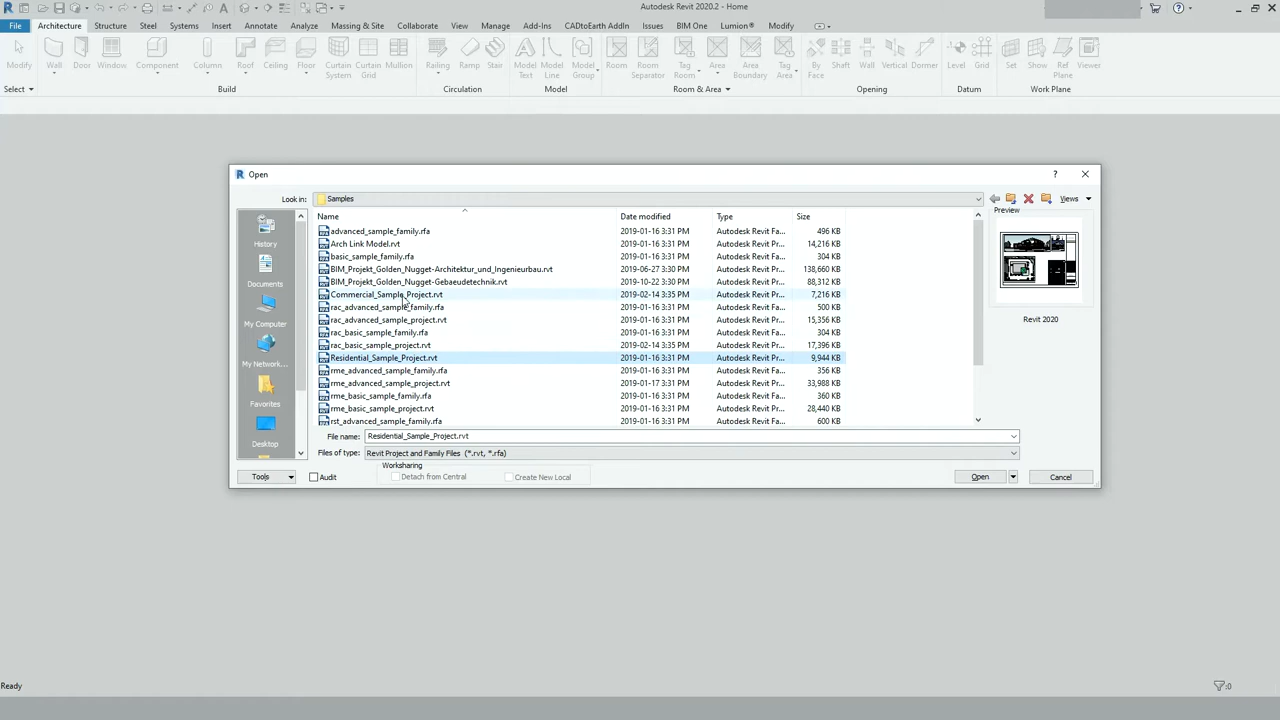 Autodesk Revit 2020.2 - Home
File Architecture Structure Steel Systems Insert Annotate Analyze Massing & Site Collaborate View Manage Add-Ins CADtoEarth AddIn Issues BIM One Lumion® Modify
Modify Wall Door Window Component Column Roof Ceiling Floor Curtain System Curtain Grid Mullion Railing Ramp Stair Model Text Model Line Model Group Room Room Separator Tag Room Area Area Boundary Tag Area By Face Shaft Wall Vertical Dormer Level Grid Set Show Ref Plane Viewer
Select Build Circulation Model Room & Area Opening Datum Work Plane
Open
Look in: Samples Views
Name Date modified Type Size Preview
advanced_sample_family.rfa 2019-01-16 3:31 PM Autodesk Revit Fa... 496 KB
Arch Link Model.rvt 2019-01-16 3:31 PM Autodesk Revit Pr... 14,216 KB
basic_sample_family.rfa 2019-01-16 3:31 PM Autodesk Revit Fa... 304 KB
BIM_Projekt_Golden_Nugget-Architektur_und_Ingenieurbau.rvt 2019-06-27 3:30 PM Autodesk Revit Pr... 138,660 KB
BIM_Projekt_Golden_Nugget-Gebaeudetechnik.rvt 2019-10-22 3:30 PM Autodesk Revit Pr... 88,312 KB
Commercial_Sample_Project.rvt 2019-02-14 3:35 PM Autodesk Revit Pr... 7,216 KB
rac_advanced_sample_family.rfa 2019-01-16 3:31 PM Autodesk Revit Fa... 500 KB
rac_advanced_sample_project.rvt 2019-01-16 3:31 PM Autodesk Revit Pr... 15,356 KB
rac_basic_sample_family.rfa 2019-01-16 3:31 PM Autodesk Revit Fa... 304 KB
rac_basic_sample_project.rvt 2019-02-14 3:35 PM Autodesk Revit Pr... 17,396 KB
Residential_Sample_Project.rvt 2019-01-16 3:31 PM Autodesk Revit Pr... 9,944 KB
rme_advanced_sample_family.rfa 2019-01-16 3:31 PM Autodesk Revit Fa... 356 KB
rme_advanced_sample_project.rvt 2019-01-17 3:31 PM Autodesk Revit Pr... 33,988 KB
rme_basic_sample_family.rfa 2019-01-16 3:31 PM Autodesk Revit Fa... 360 KB
rme_basic_sample_project.rvt 2019-01-16 3:31 PM Autodesk Revit Pr... 28,440 KB
rst_advanced_sample_family.rfa 2019-01-16 3:31 PM Autodesk Revit Fa... 600 KB
History
Documents
My Computer
My Network...
Favorites
Desktop
Revit 2020
File name: Residential_Sample_Project.rvt
Files of type: Revit Project and Family Files (*.rvt, *.rfa)
Worksharing
Tools Audit Detach from Central Create New Local Open Cancel
Ready
:0